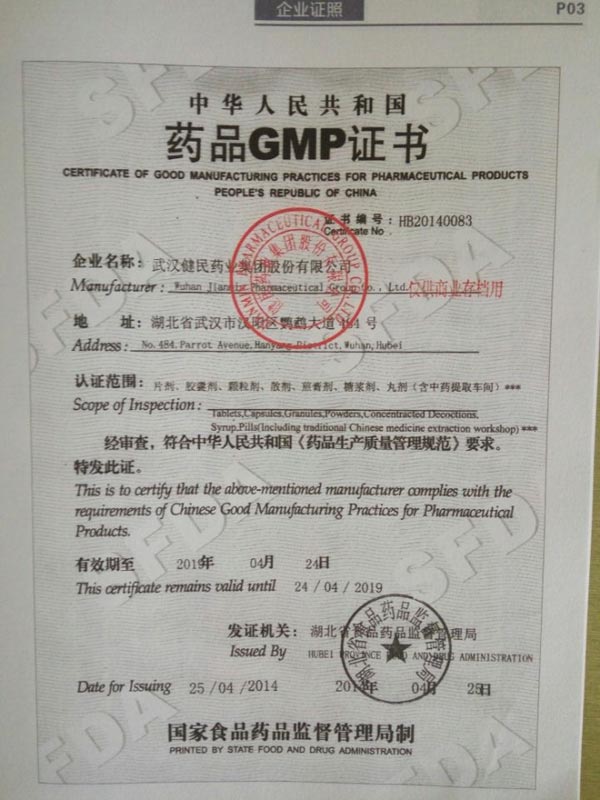 企业证照
P03
中华人民共和国
药品GMP证书
CERTIFICATE OF GOOD MANUFACTURING PRACTICES FOR PHARMACEUTICAL PRODUCTS
PEOPLE'S REPUBLIC OF CHINA
证书编号: HB20140083
Certificate No
企业名称: 武汉健民药业集团股份有限公司
Manufacturer: Wuhan Jianmin Pharmaceutical Group Co., Ltd.
仅供商业存档用
地 址: 湖北省武汉市汉阳区鹦鹉大道484号
Address: No.484, Parrot Avenue, Hanyang District, Wuhan, Hubei
认证范围: 片剂、胶囊剂、颗粒剂、散剂、煎膏剂、糖浆剂、丸剂(含中药提取车间)***
Scope of Inspection: Tablets,Capsules,Granules,Powders,Concentracted Decoctions,
Syrup,Pills(including traditional Chinese medicine extraction workshop)***
经审查，符合中华人民共和国《药品生产质量管理规范》要求。
特发此证。
This is to certify that the above-mentioned manufacturer complies with the
requirements of Chinese Good Manufacturing Practices for Pharmaceutical
Products.
有效期至 2019年 04月 24日
This certificate remains valid until 24/04/2019
发证机关: 湖北省食品药品监督管理局
Issued By HUBEI PROVINCE FOOD AND DRUG ADMINISTRATION
Date for Issuing 25/04/2014 2014年 04月 25日
国家食品药品监督管理局制
PRINTED BY STATE FOOD AND DRUG ADMINISTRATION